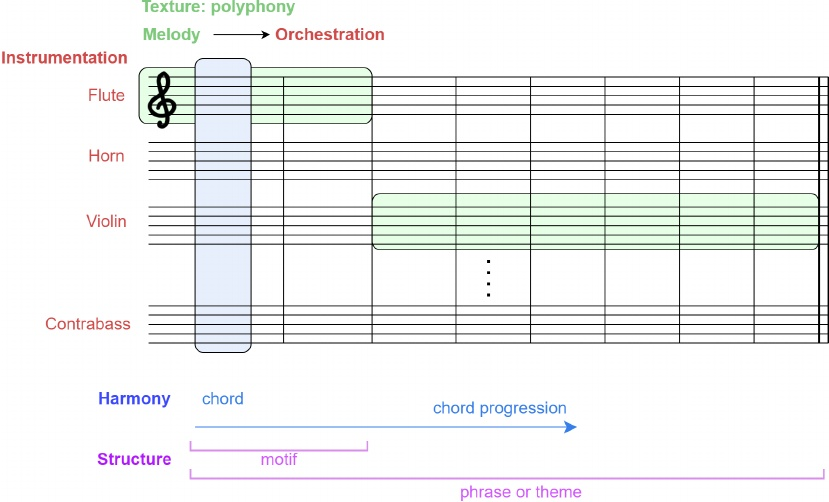 Texture: polyphony
Melody
Orchestration
Instrumentation
Flute
Horn
Violin
Contrabass
Harmony
chord
chord progression
Structure
motif
phrase or theme